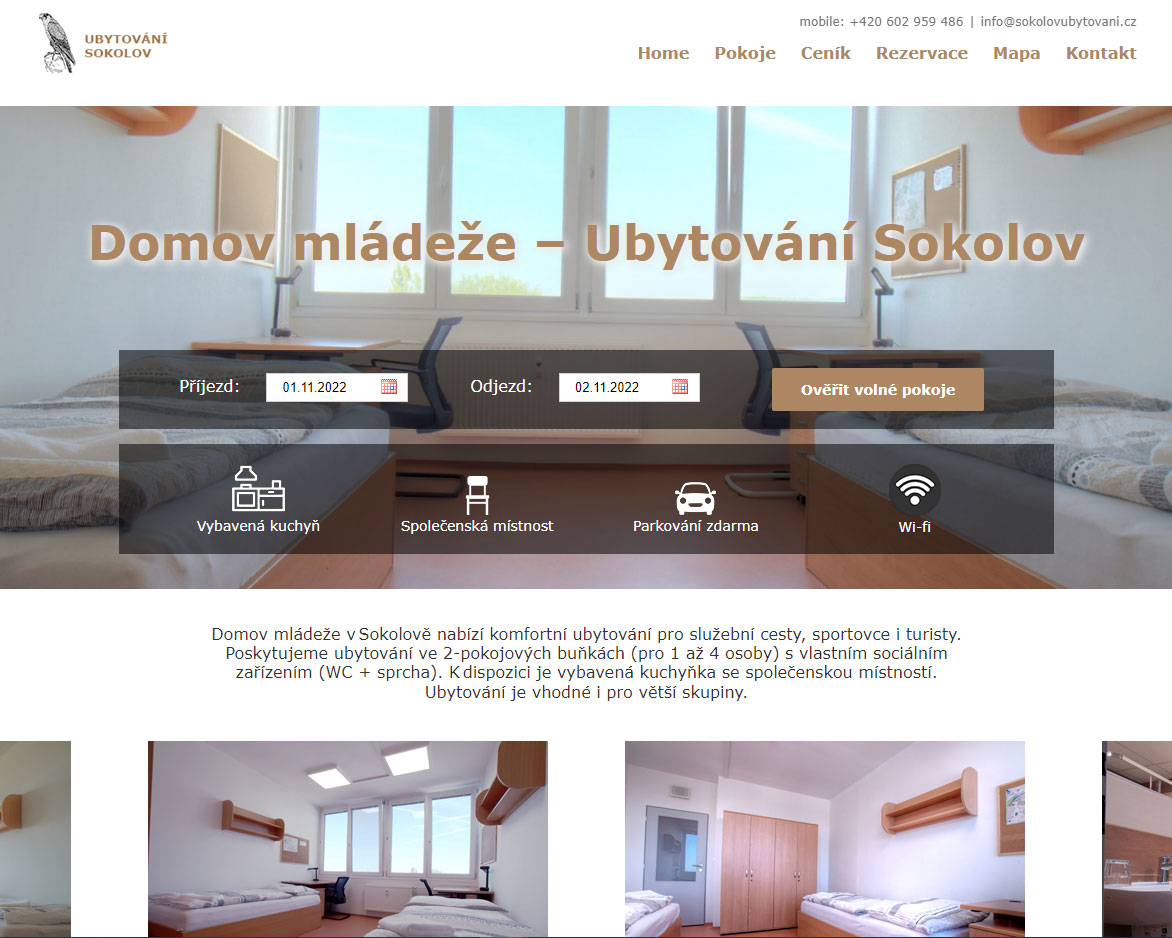 UBYTOVÁNÍ
SOKOLOV
mobile: +420 602 959 486 | info@sokolovubytovani.cz
Home Pokoje Ceník Rezervace Mapa Kontakt
Domov mládeže – Ubytování Sokolov
Příjezd: 01.11.2022 Odjezd: 02.11.2022 Ověřit volné pokoje
Vybavená kuchyň Společenská místnost Parkování zdarma Wi-fi
Domov mládeže v Sokolově nabízí komfortní ubytování pro služební cesty, sportovce i turisty.
Poskytujeme ubytování ve 2-pokojových buňkách (pro 1 až 4 osoby) s vlastním sociálním
zařízením (WC + sprcha). K dispozici je vybavená kuchyňka se společenskou místností.
Ubytování je vhodné i pro větší skupiny.